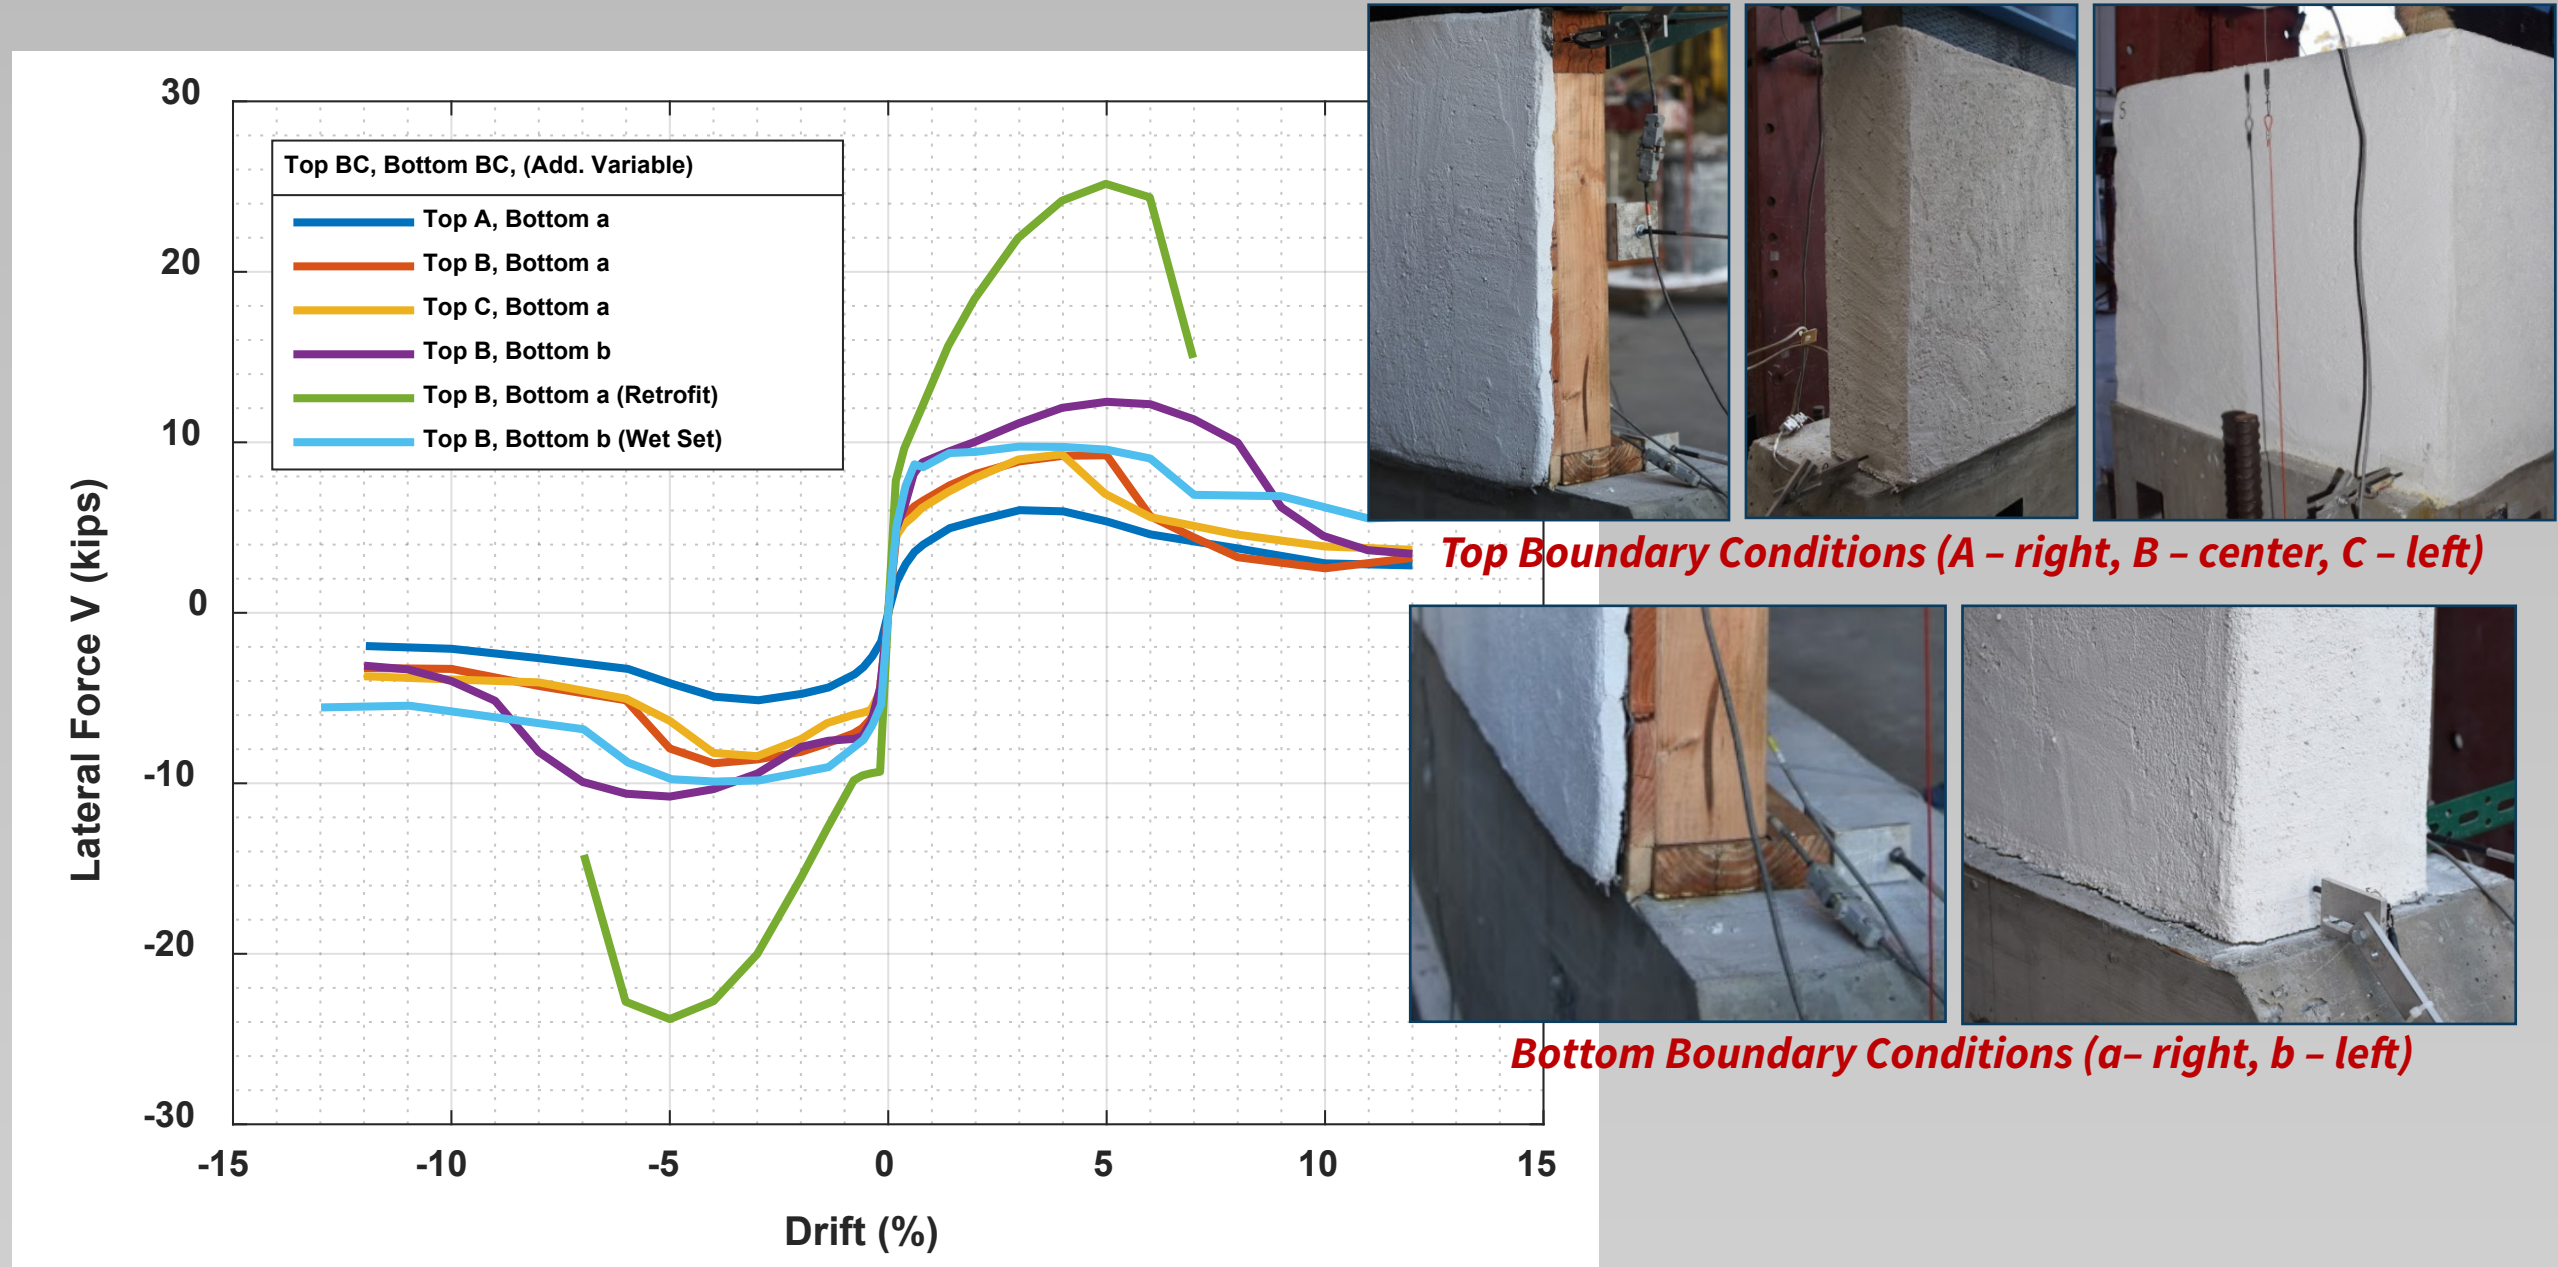 30
20
10
0
-10
-20
-30
Lateral Force V (kips)
Top BC, Bottom BC, (Add. Variable)
Top A, Bottom a
Top B, Bottom a
Top C, Bottom a
Top B, Bottom b
Top B, Bottom a (Retrofit)
Top B, Bottom b (Wet Set)
-15 -10 -5 0 5 10 15
Drift (%)
S
Top Boundary Conditions (A – right, B – center, C – left)
Bottom Boundary Conditions (a– right, b – left)